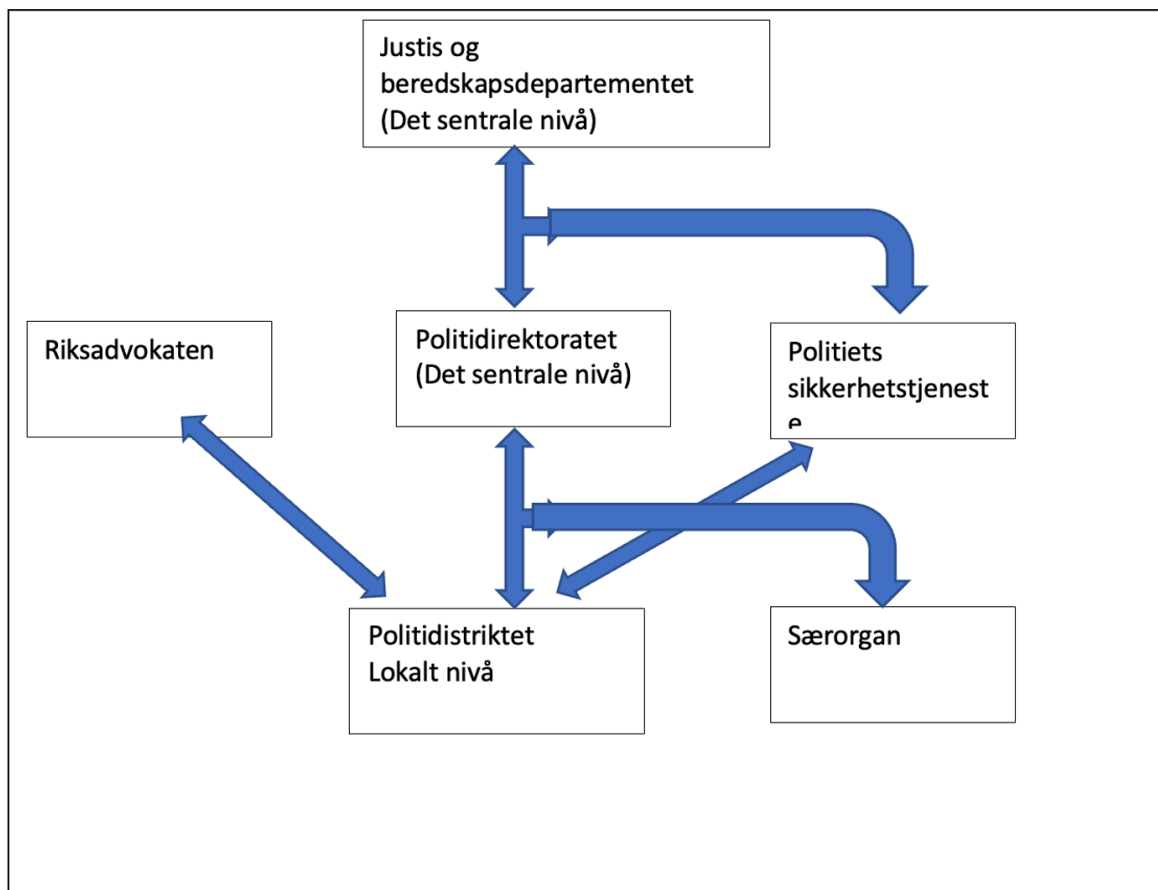 Justis og
beredskapsdepartementet
(Det sentrale nivå)
Riksadvokaten
Politidirektoratet
(Det sentrale nivå)
Politiets
sikkerhetstjenest
e
Politidistriktet
Lokalt nivå
Særorgan